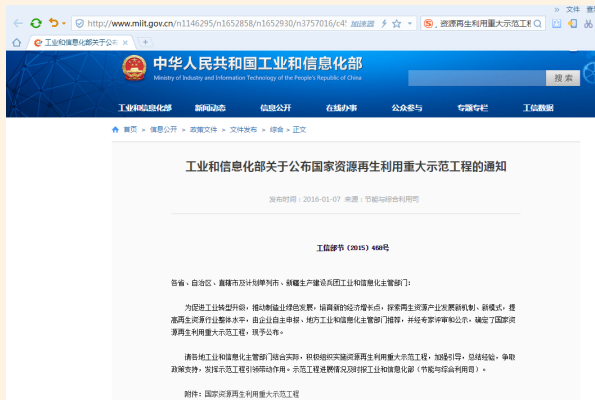 文件 查看
http://www.miit.gov.cn/n1146295/n1652858/n1652930/n3757016/c4 加速器 资源再生利用重大示范工程
工业和信息化部关于公布
中华人民共和国工业和信息化部
Ministry of Industry and Information Technology of the People's Republic of China
搜 索
工业和信息化部 新闻动态 信息公开 在线办事 公众参与 专题专栏 工信数据
首页 > 信息公开 > 政策文件 > 文件发布 > 综合 > 正文
工业和信息化部关于公布国家资源再生利用重大示范工程的通知
发布时间：2016-01-07 来源：节能与综合利用司
工信部节（2015）468号
各省、自治区、直辖市及计划单列市、新疆生产建设兵团工业和信息化主管部门：
为促进工业转型升级，推动制造业绿色发展，培育新的经济增长点，探索再生资源产业发展新机制、新模式，提
高再生资源行业整体水平，由企业自主申报、地方工业和信息化主管部门推荐，并经专家评审和公示，确定了国家资
源再生利用重大示范工程，现予公布。
请各地工业和信息化主管部门结合实际，积极组织实施资源再生利用重大示范工程，加强引导，总结经验，争取
政策支持，发挥示范工程引领带动作用。示范工程进展情况及时报工业和信息化部（节能与综合利用司）。
附件：国家资源再生利用重大示范工程